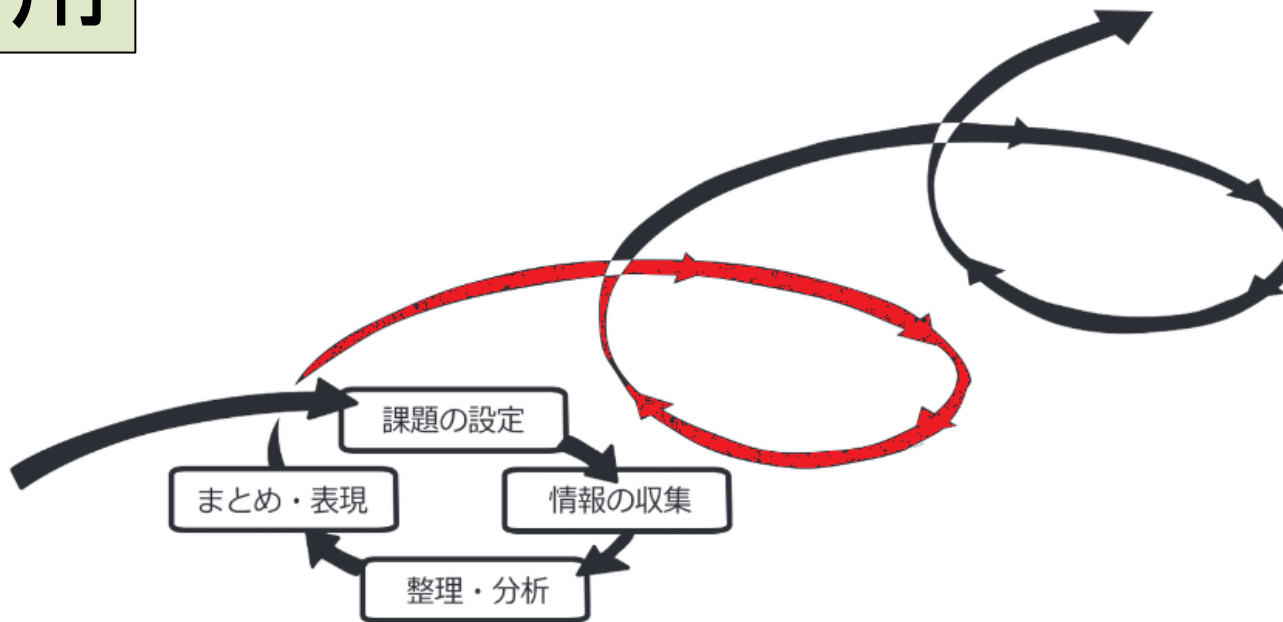 用
課題の設定
まとめ・表現
情報の収集
整理・分析